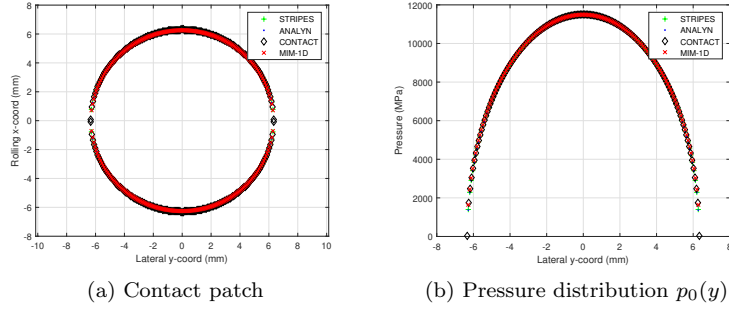 8
6
4
2
0
-2
-4
-6
-8
Rolling x-coord (mm)
-10 -8 -6 -4 -2 0 2 4 6 8 10
Lateral y-coord (mm)
STRIPES
ANALYN
CONTACT
MIM-1D
(a) Contact patch
12000
10000
8000
6000
4000
2000
0
Pressure (MPa)
-8 -6 -4 -2 0 2 4 6 8
Lateral y-coord (mm)
STRIPES
ANALYN
CONTACT
MIM-1D
(b) Pressure distribution p₀(y)